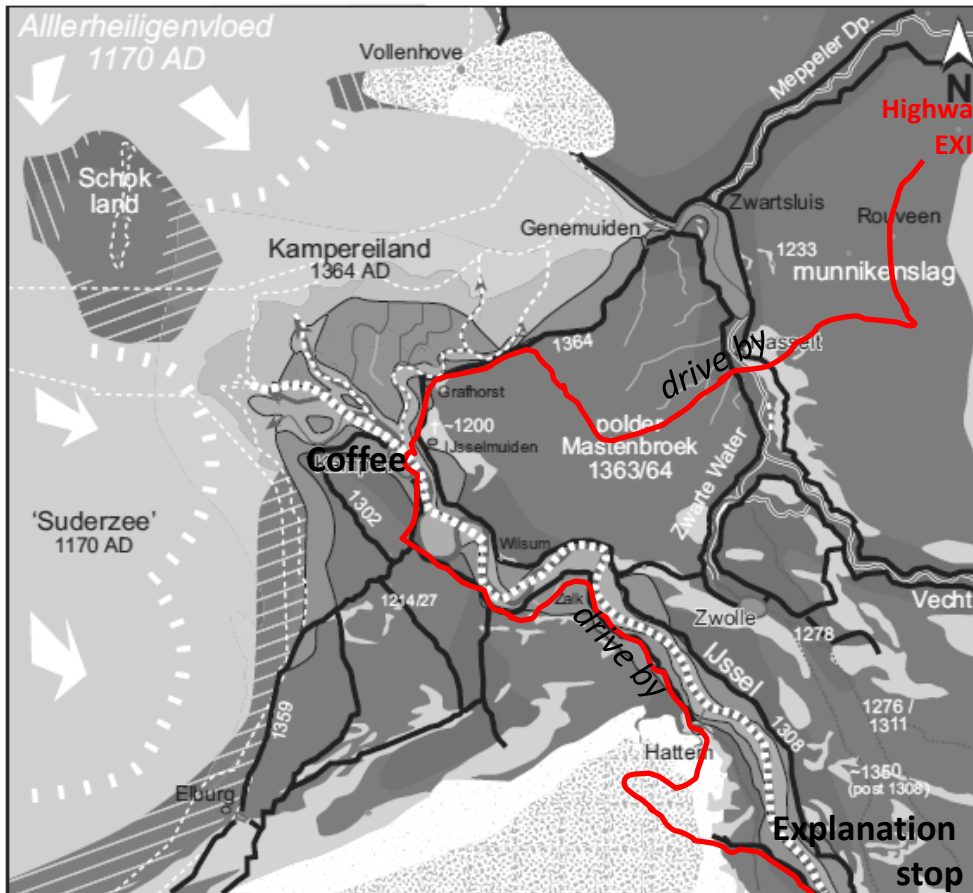 Alllerheiligenvloed
1170 AD
Vollenhove
Meppeler Dp.
N
Highwa
EXI
Schok
land
Zwartsluis
Rouveen
Genemuiden
Kampereiland
1364 AD
1233
munnikenslag
1364
drive by
Grafhorst
~1200
IJsselmuiden
polder
Mastenbroek
1363/64
Coffee
Zwarte Water
1302
'Suderzee'
1170 AD
Wilsum
1214/27
Zalk
Vecht
Zwolle
drive by
1278
IJssel
1276 /
1311
1359
1308
Hattem
~1350
(post 1308)
Elburg
Explanation
stop